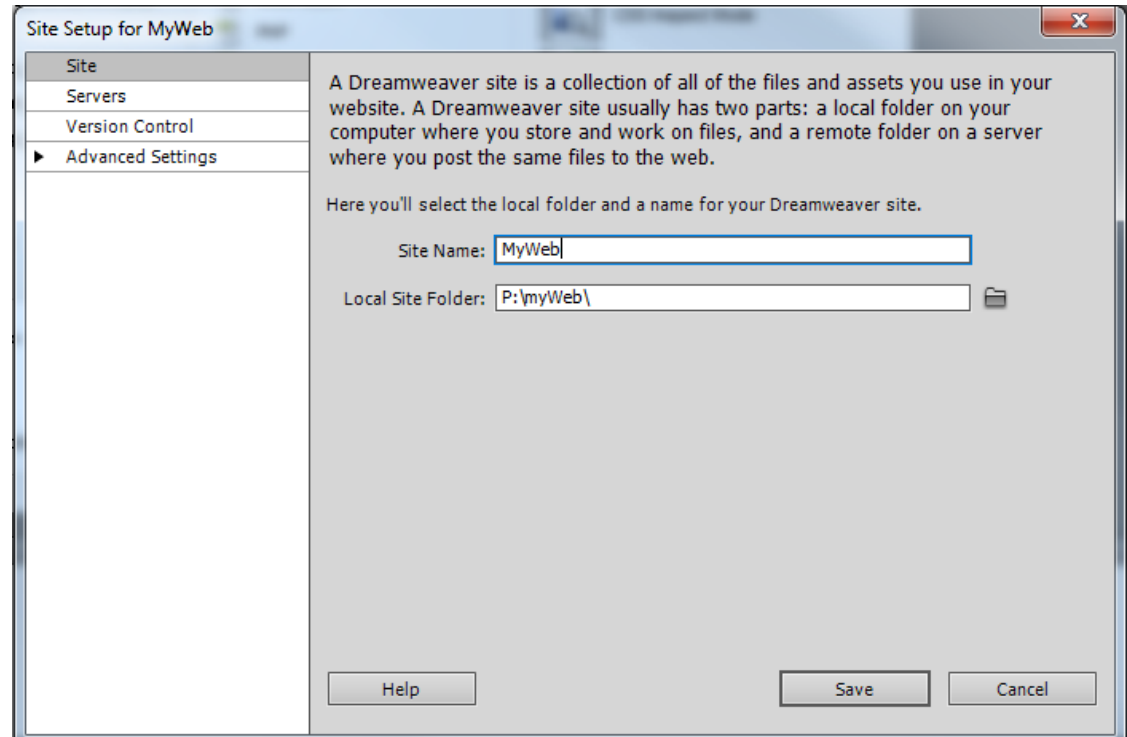 Site Setup for MyWeb
Site
Servers
Version Control
Advanced Settings
A Dreamweaver site is a collection of all of the files and assets you use in your
website. A Dreamweaver site usually has two parts: a local folder on your
computer where you store and work on files, and a remote folder on a server
where you post the same files to the web.
Here you'll select the local folder and a name for your Dreamweaver site.
Site Name: MyWeb
Local Site Folder: P:\myWeb\
Help
Save
Cancel